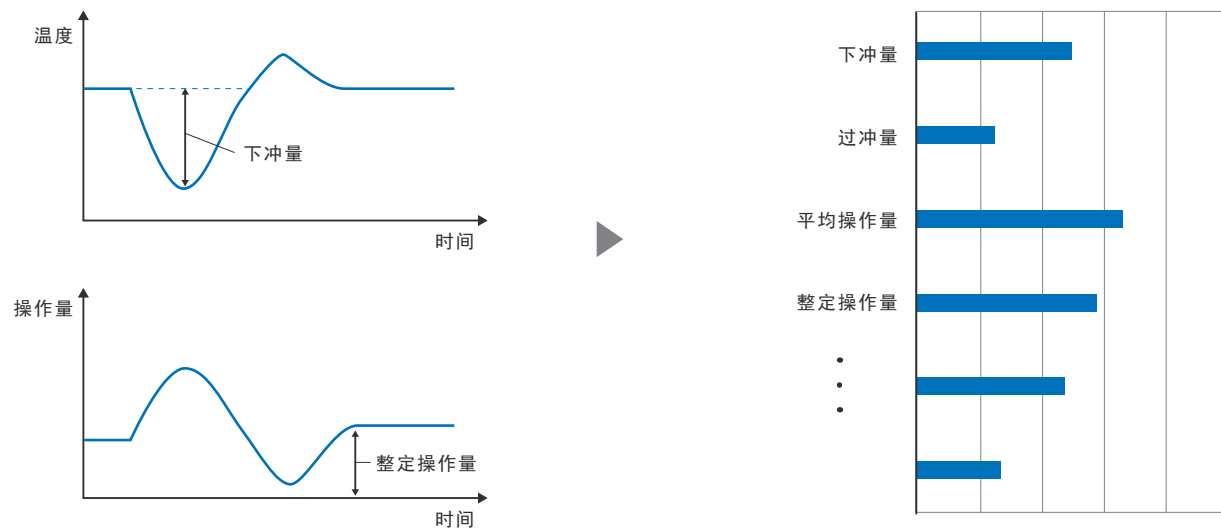 温度
下冲量
时间
操作量
整定操作量
时间
下冲量
过冲量
平均操作量
整定操作量